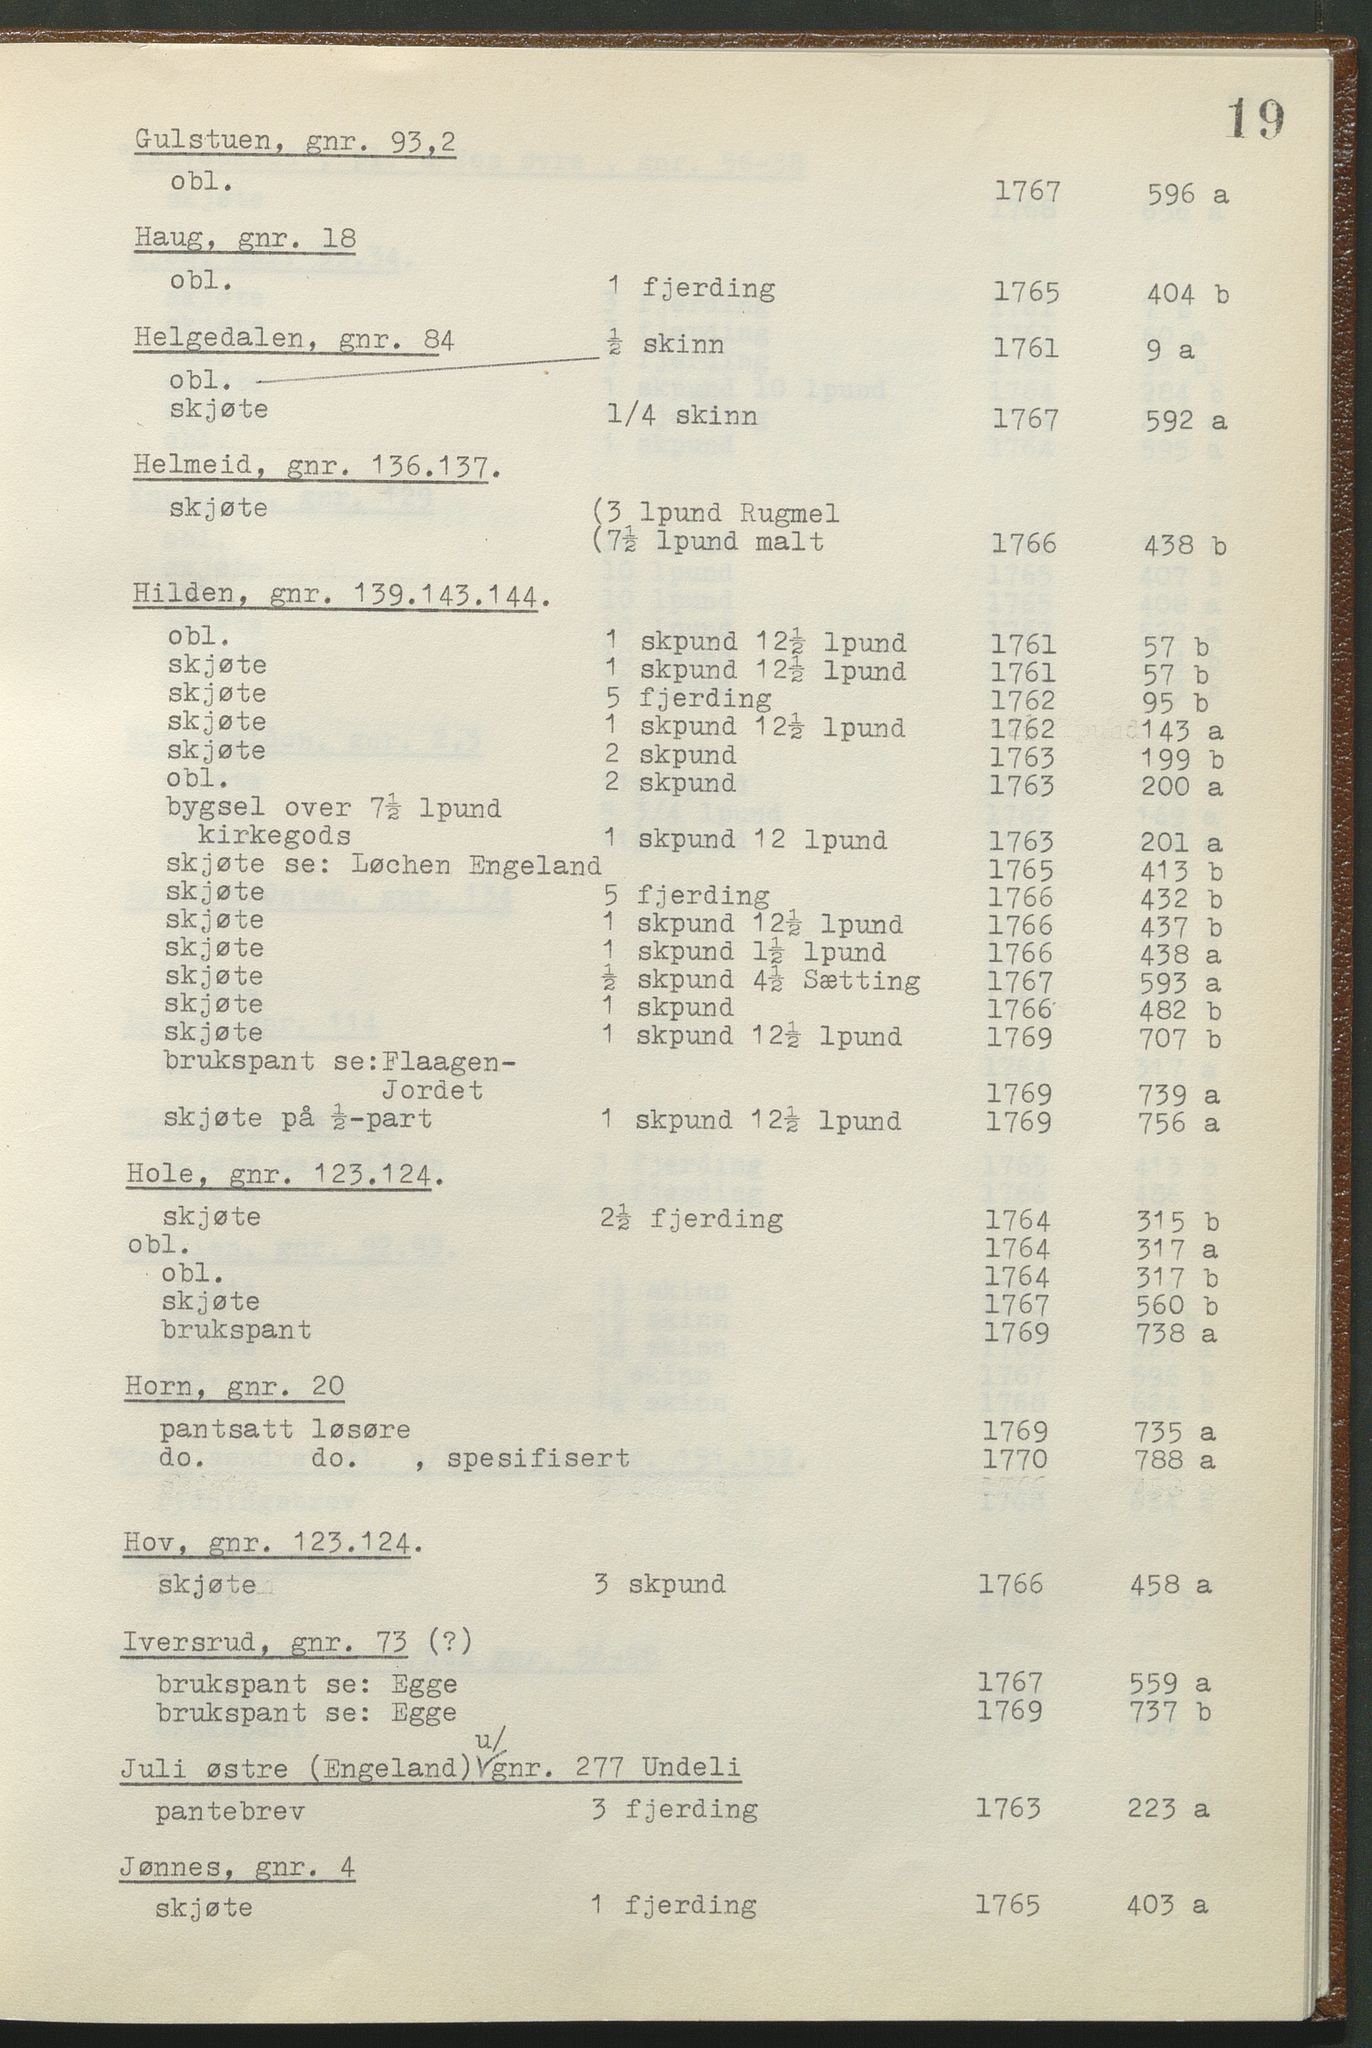 19
Gulstuen, gnr. 93,2
obl. 1767 596 a
Haug, gnr. 18
obl. 1 fjerding 1765 404 b
Helgedalen, gnr. 84 ½ skinn 1761 9 a
obl.
skjøte 1/4 skinn 1767 592 a
Helmeid, gnr. 136.137.
skjøte (3 lpund Rugmel
(7½ lpund malt 1766 438 b
Hilden, gnr. 139.143.144.
obl. 1 skpund 12½ lpund 1761 57 b
skjøte 1 skpund 12½ lpund 1761 57 b
skjøte 5 fjerding 1762 95 b
skjøte 1 skpund 12½ lpund 1762 143 a
skjøte 2 skpund 1763 199 b
obl. 2 skpund 1763 200 a
bygsel over 7½ lpund
kirkegods 1 skpund 12 lpund 1763 201 a
skjøte se: Løchen Engeland 1765 413 b
skjøte 5 fjerding 1766 432 b
skjøte 1 skpund 12½ lpund 1766 437 b
skjøte 1 skpund 1½ lpund 1766 438 a
skjøte ½ skpund 4½ Sætting 1767 593 a
skjøte 1 skpund 1766 482 b
skjøte 1 skpund 12½ lpund 1769 707 b
brukspant se:Flaagen-
Jordet 1769 739 a
skjøte på ½-part 1 skpund 12½ lpund 1769 756 a
Hole, gnr. 123.124.
skjøte 2½ fjerding 1764 315 b
obl. 1764 317 a
obl. 1764 317 b
skjøte 1767 560 b
brukspant 1769 738 a
Horn, gnr. 20
pantsatt løsøre 1769 735 a
do. do. , spesifisert 1770 788 a
Hov, gnr. 123.124.
skjøte 3 skpund 1766 458 a
Iversrud, gnr. 73 (?)
brukspant se: Egge 1767 559 a
brukspant se: Egge 1769 737 b
u/
Juli østre (Engeland) gnr. 277 Undeli
pantebrev 3 fjerding 1763 223 a
Jønnes, gnr. 4
skjøte 1 fjerding 1765 403 a